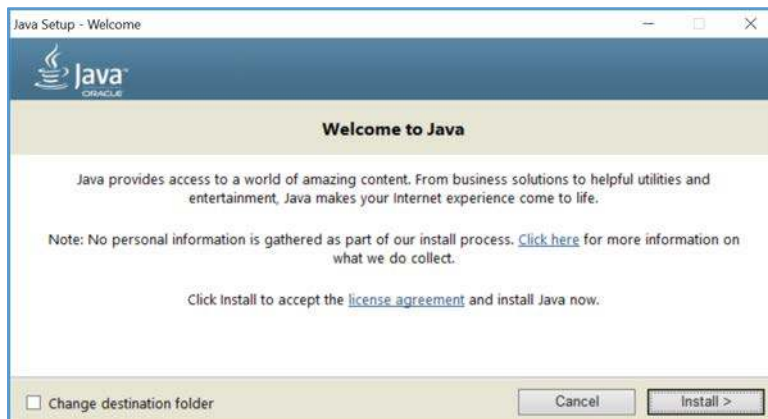 Java Setup - Welcome
Java
ORACLE
Welcome to Java
Java provides access to a world of amazing content. From business solutions to helpful utilities and
entertainment, Java makes your Internet experience come to life.
Note: No personal information is gathered as part of our install process. Click here for more information on
what we do collect.
Click Install to accept the license agreement and install Java now.
Change destination folder
Cancel
Install >